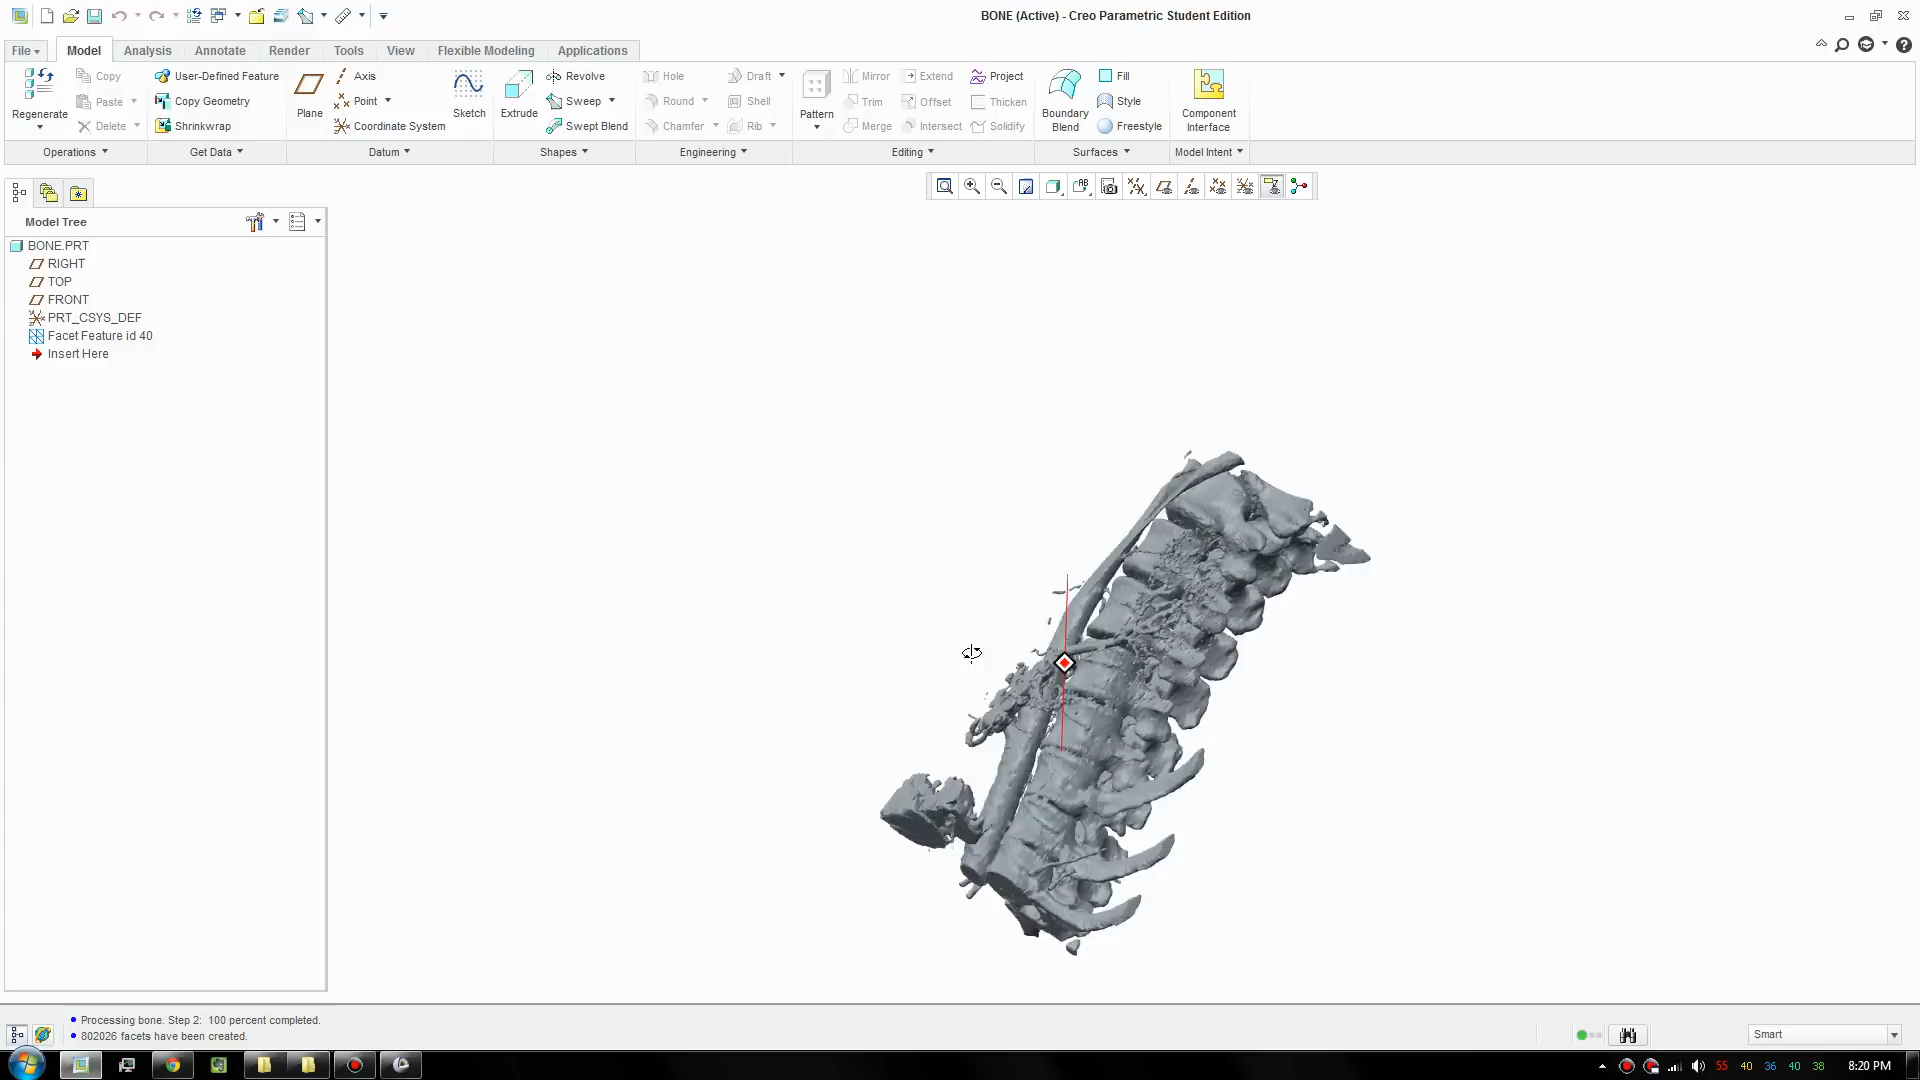 BONE (Active) - Creo Parametric Student Edition
File Model Analysis Annotate Render Tools View Flexible Modeling Applications
Regenerate
Copy
Paste
Delete
Operations
User-Defined Feature
Copy Geometry
Shrinkwrap
Get Data
Plane
Axis
Point
Coordinate System
Sketch
Datum
Extrude
Revolve
Sweep
Swept Blend
Shapes
Hole
Round
Chamfer
Draft
Shell
Rib
Engineering
Pattern
Mirror
Trim
Merge
Extend
Offset
Intersect
Project
Thicken
Solidify
Editing
Boundary
Blend
Fill
Style
Freestyle
Surfaces
Component
Interface
Model Intent
Model Tree
BONE.PRT
RIGHT
TOP
FRONT
PRT_CSYS_DEF
Facet Feature id 40
Insert Here
Processing bone. Step 2: 100 percent completed.
802026 facets have been created.
Smart
55 40 36 40 38
8:20 PM